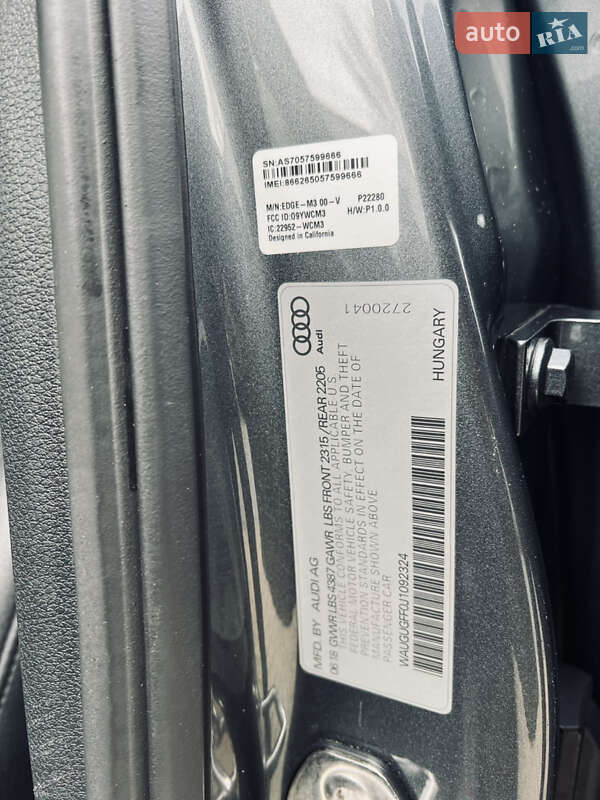 auto RIA .com
SN:AS7057599666
IMEI:866265057599666
M/N:EDGE-M3 00-V P22280
FCC ID:09YWCM3 H/W:P1.0.0
IC:22952-WCM3
Designed in California
Audi
2720041
MFD. BY AUDI AG
06.18 GVWR LBS 4387 GAWR LBS FRONT 2315/REAR 2205
THIS VEHICLE CONFORMS TO ALL APPLICABLE U.S.
FEDERAL MOTOR VEHICLE SAFETY, BUMPER AND THEFT
PREVENTION STANDARDS IN EFFECT ON THE DATE OF
MANUFACTURE SHOWN ABOVE
PASSENGER CAR
WAUGUGFF0J1092324 HUNGARY